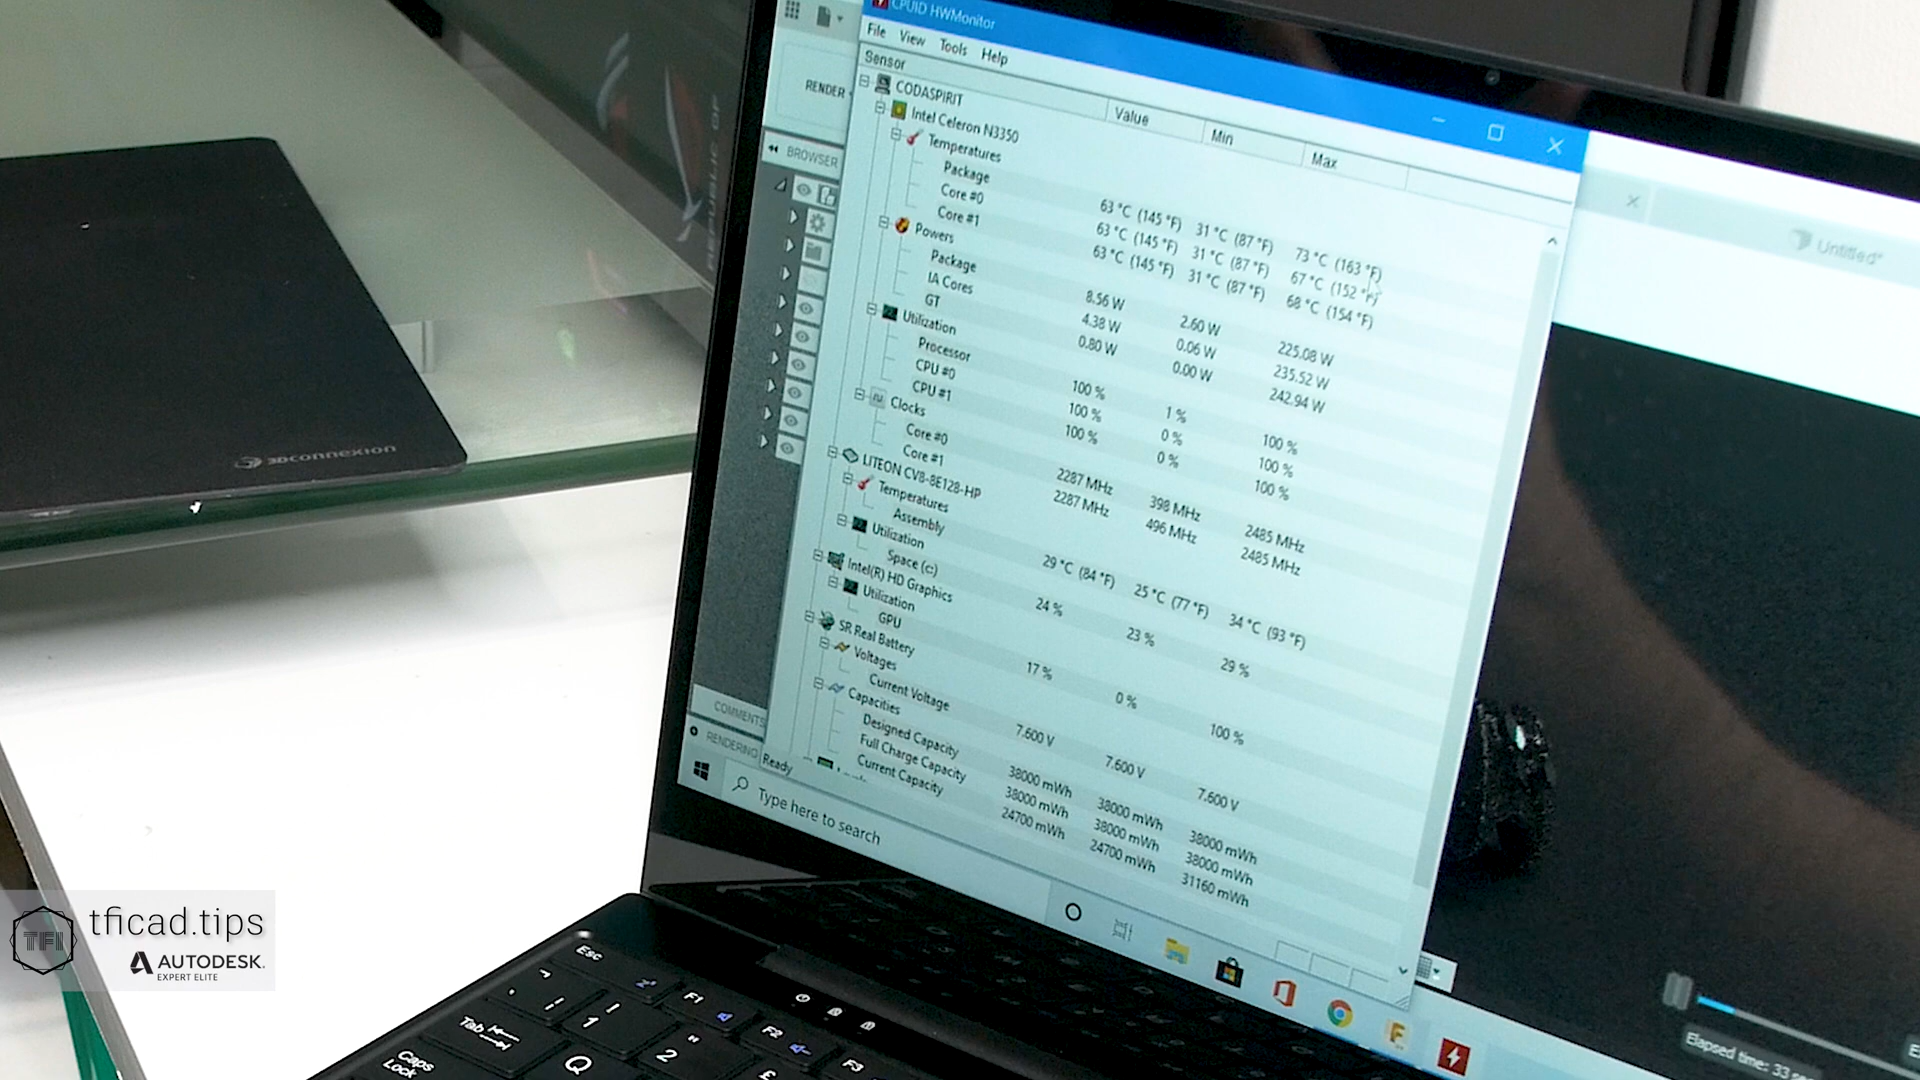 CPUID HWMonitor
File View Tools Help
Sensor Value Min Max
CODASPIRIT
Intel Celeron N3350
Temperatures
Package 63 °C (145 °F) 31 °C (87 °F) 73 °C (163 °F)
Core #0 63 °C (145 °F) 31 °C (87 °F) 67 °C (152 °F)
Core #1 63 °C (145 °F) 31 °C (87 °F) 68 °C (154 °F)
Powers
Package 8.56 W 2.60 W 225.08 W
IA Cores 4.38 W 0.06 W 235.52 W
GT 0.80 W 0.00 W 242.94 W
Utilization
Processor 100 % 1 % 100 %
CPU #0 100 % 0 % 100 %
CPU #1 100 % 0 % 100 %
Clocks
Core #0 2287 MHz 398 MHz 2485 MHz
Core #1 2287 MHz 496 MHz 2485 MHz
LITEON CV8-8E128-HP
Temperatures
Assembly 29 °C (84 °F) 25 °C (77 °F) 34 °C (93 °F)
Utilization
Space (c:) 24 % 23 % 29 %
Intel(R) HD Graphics
Utilization
GPU 17 % 0 % 100 %
SR Real Battery
Voltages
Current Voltage 7.600 V 7.600 V 7.600 V
Capacities
Designed Capacity 38000 mWh 38000 mWh 38000 mWh
Full Charge Capacity 38000 mWh 38000 mWh 38000 mWh
Current Capacity 24700 mWh 24700 mWh 31160 mWh
Ready
RENDER
BROWSER
COMMENTS
RENDERING
Untitled*
Elapsed time: 33
Type here to search
REPUBLIC OF
3Dconnexion
Esc
F1 F2 F3
1 2
Tab Q
Caps Lock
tficad.tips
TFI
AUTODESK.
EXPERT ELITE